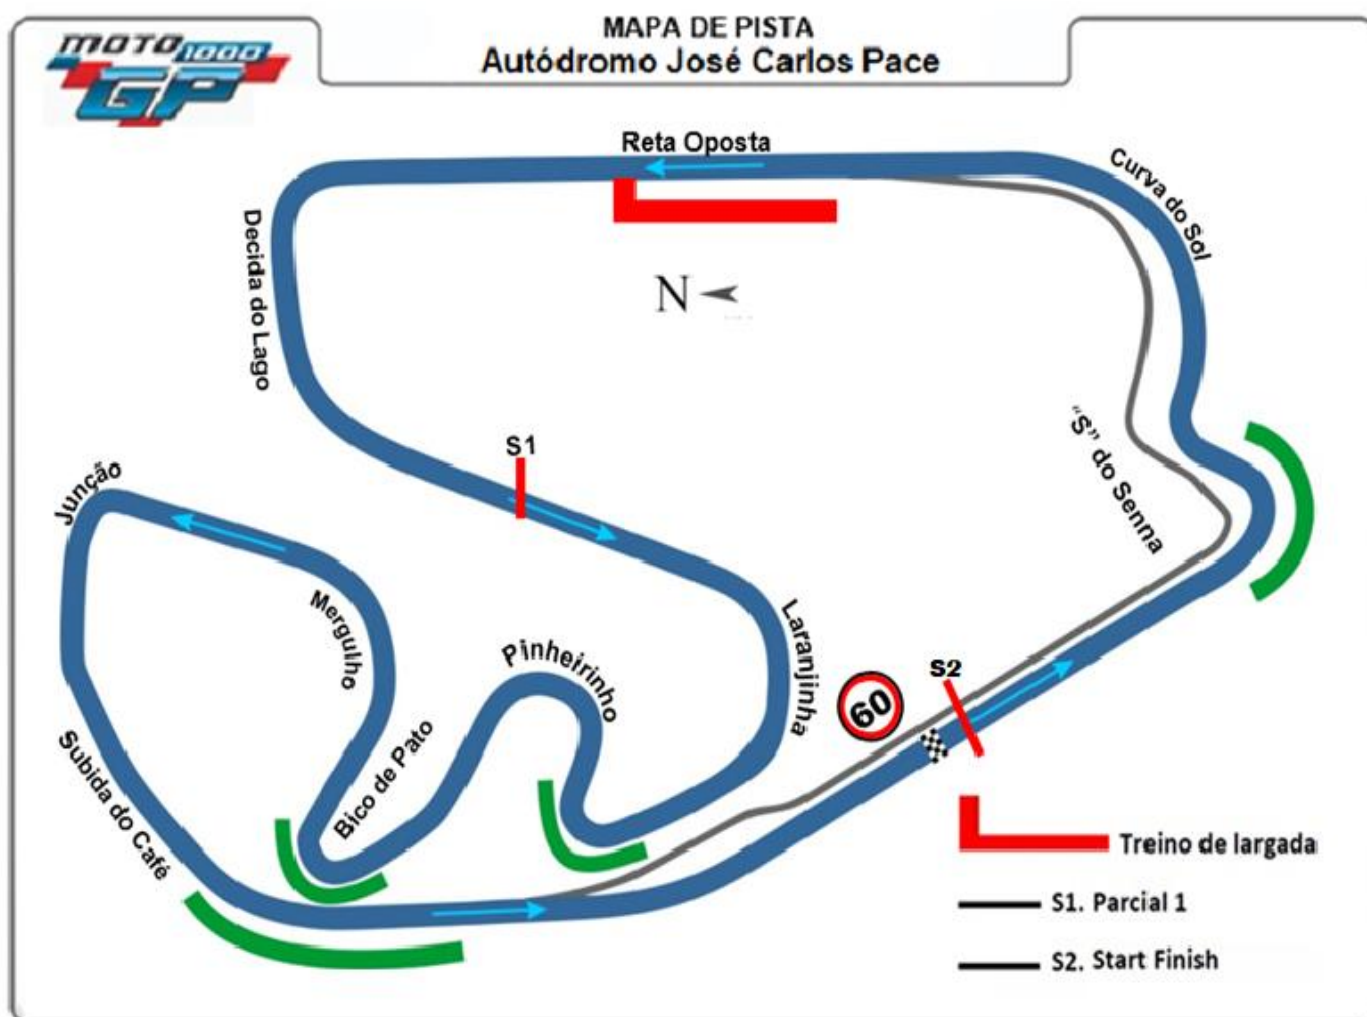 MOTO 1000
GP
MAPA DE PISTA
Autódromo José Carlos Pace
Reta Oposta
Curva do Sol
Decida do Lago
N
"S" do Senna
S1
Junção
Mergulho
Pinheirinho
Laranjinha
S2
60
Bico de Pato
Subida do Café
Treino de largada
S1. Parcial 1
S2. Start Finish